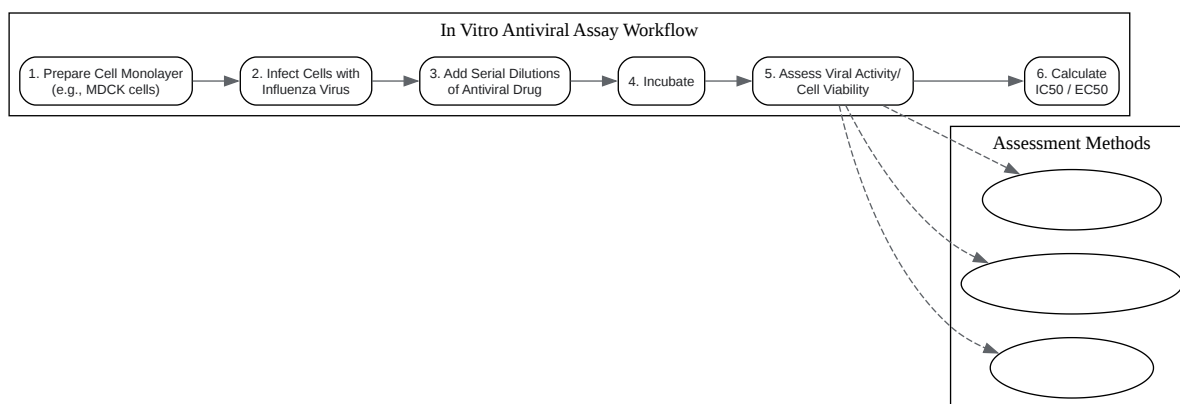 In Vitro Antiviral Assay Workflow
1. Prepare Cell Monolayer
(e.g., MDCK cells)
2. Infect Cells with
Influenza Virus
3. Add Serial Dilutions
of Antiviral Drug
4. Incubate
5. Assess Viral Activity/
Cell Viability
6. Calculate
IC50 / EC50
Assessment Methods